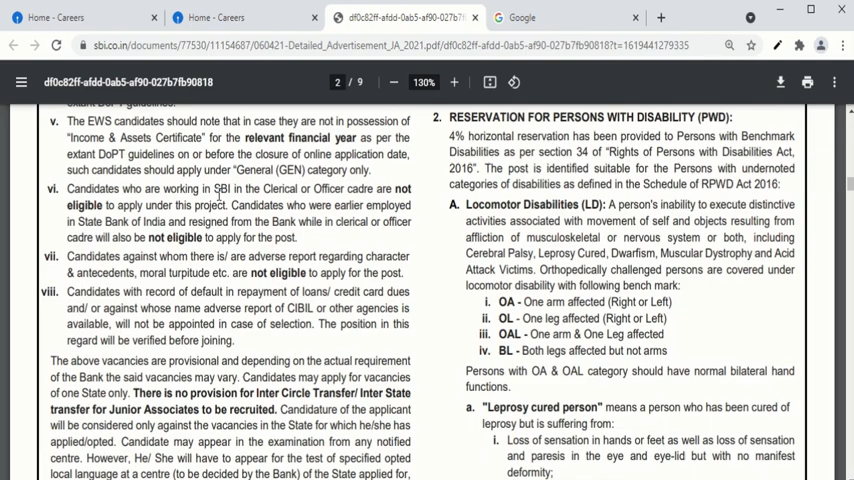 Home - Careers
Home - Careers
df0c82ff-afdd-0ab5-af90-027b7f
Google
sbi.co.in/documents/77530/11154687/060421-Detailed_Advertisement_JA_2021.pdf/df0c82ff-afdd-0ab5-af90-027b7fb90818?t=1619441279335
df0c82ff-afdd-0ab5-af90-027b7fb90818
2 / 9
130%
v. The EWS candidates should note that in case they are not in possession of
"Income & Assets Certificate" for the relevant financial year as per the
extant DoPT guidelines on or before the closure of online application date,
such candidates should apply under "General (GEN) category only.
vi. Candidates who are working in SBI in the Clerical or Officer cadre are not
eligible to apply under this project. Candidates who were earlier employed
in State Bank of India and resigned from the Bank while in clerical or officer
cadre will also be not eligible to apply for the post.
vii. Candidates against whom there is/ are adverse report regarding character
& antecedents, moral turpitude etc. are not eligible to apply for the post.
viii. Candidates with record of default in repayment of loans/ credit card dues
and/ or against whose name adverse report of CIBIL or other agencies is
available, will not be appointed in case of selection. The position in this
regard will be verified before joining.
The above vacancies are provisional and depending on the actual requirement
of the Bank the said vacancies may vary. Candidates may apply for vacancies
of one State only. There is no provision for Inter Circle Transfer/ Inter State
transfer for Junior Associates to be recruited. Candidature of the applicant
will be considered only against the vacancies in the State for which he/she has
applied/opted. Candidate may appear in the examination from any notified
centre. However, He/ She will have to appear for the test of specified opted
local language at a centre (to be decided by the Bank) of the State applied for,
2. RESERVATION FOR PERSONS WITH DISABILITY (PWD):
4% horizontal reservation has been provided to Persons with Benchmark
Disabilities as per section 34 of "Rights of Persons with Disabilities Act,
2016". The post is identified suitable for the Persons with undernoted
categories of disabilities as defined in the Schedule of RPWD Act 2016:
A. Locomotor Disabilities (LD): A person's inability to execute distinctive
activities associated with movement of self and objects resulting from
affliction of musculoskeletal or nervous system or both, including
Cerebral Palsy, Leprosy Cured, Dwarfism, Muscular Dystrophy and Acid
Attack Victims. Orthopedically challenged persons are covered under
locomotor disability with following bench mark:
i. OA - One arm affected (Right or Left)
ii. OL - One leg affected (Right or Left)
iii. OAL - One arm & One Leg affected
iv. BL - Both legs affected but not arms
Persons with OA & OAL category should have normal bilateral hand
functions.
a. "Leprosy cured person" means a person who has been cured of
leprosy but is suffering from:
i. Loss of sensation in hands or feet as well as loss of sensation
and paresis in the eye and eye-lid but with no manifest
deformity;